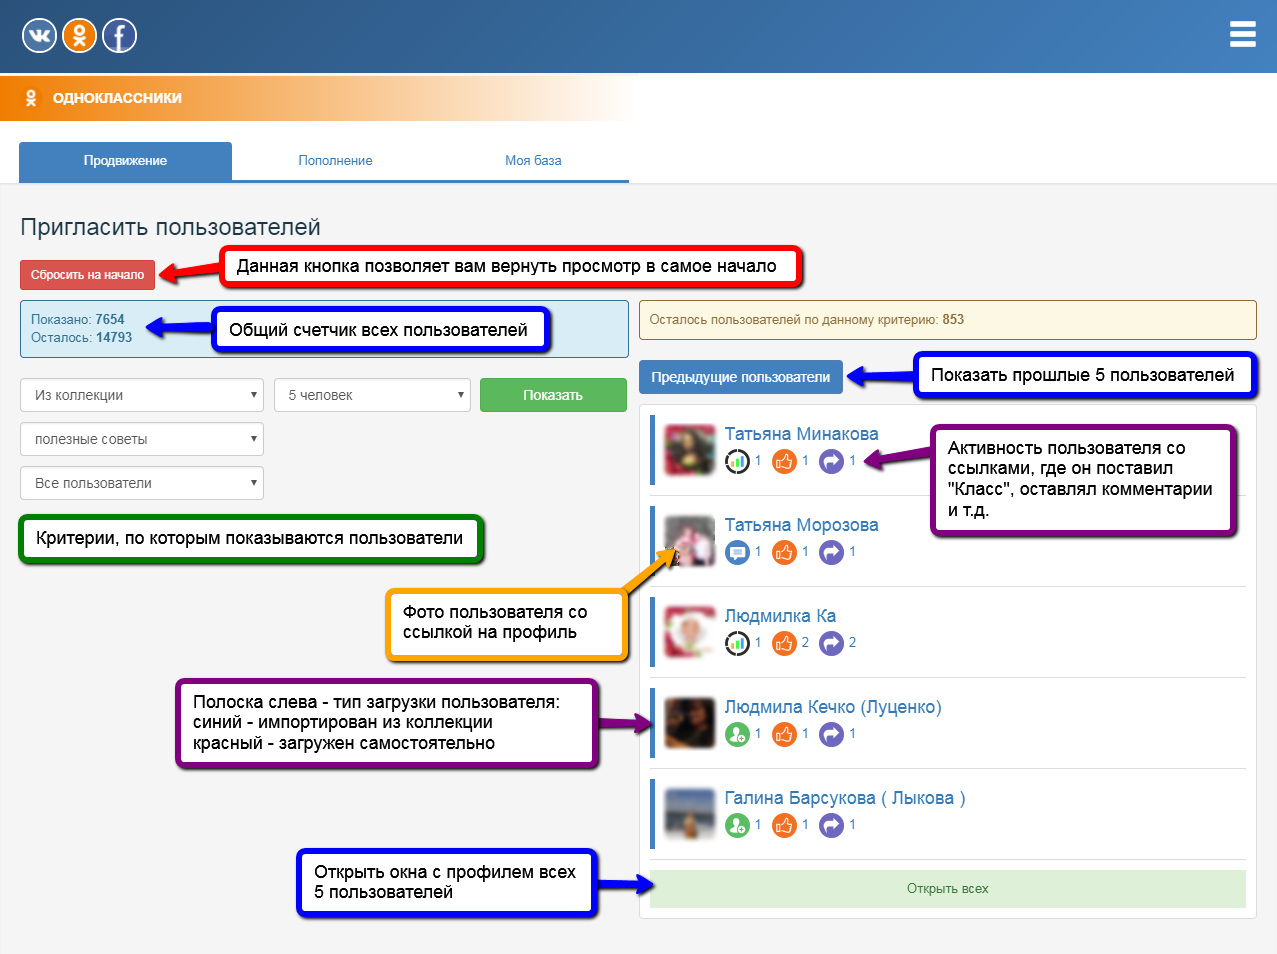 ОДНОКЛАССНИКИ
Продвижение
Пополнение
Моя база
Пригласить пользователей
Сбросить на начало
Данная кнопка позволяет вам вернуть просмотр в самое начало
Показано: 7654
Осталось: 14793
Общий счетчик всех пользователей
Осталось пользователей по данному критерию: 853
Из коллекции
5 человек
Показать
полезные советы
Все пользователи
Критерии, по которым показываются пользователи
Предыдущие пользователи
Показать прошлые 5 пользователей
Татьяна Минакова
1 1 1
Активность пользователя со
ссылками, где он поставил
"Класс", оставлял комментарии
и т.д.
Татьяна Морозова
1 1 1
Фото пользователя со
ссылкой на профиль
Людмилка Ка
1 2 2
Полоска слева - тип загрузки пользователя:
синий - импортирован из коллекции
красный - загружен самостоятельно
Людмила Кечко (Луценко)
1 1 1
Галина Барсукова ( Лыкова )
1 1 1
Открыть окна с профилем всех
5 пользователей
Открыть всех